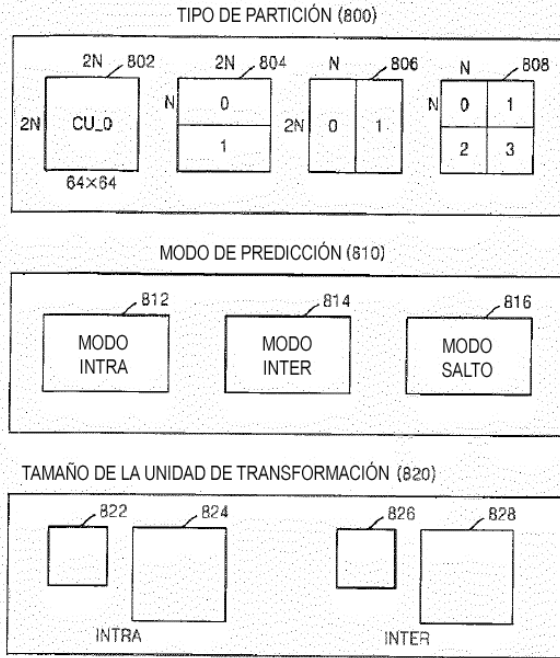 TIPO DE PARTICIÓN (800)
2N 802 2N 804 N 806 N 808
2N CU_0 N 0 2N 0 1 N 0 1
1 2 3
64×64
MODO DE PREDICCIÓN (810)
812 814 816
MODO INTRA MODO INTER MODO SALTO
TAMAÑO DE LA UNIDAD DE TRANSFORMACIÓN (820)
822 824 826 828
INTRA INTER